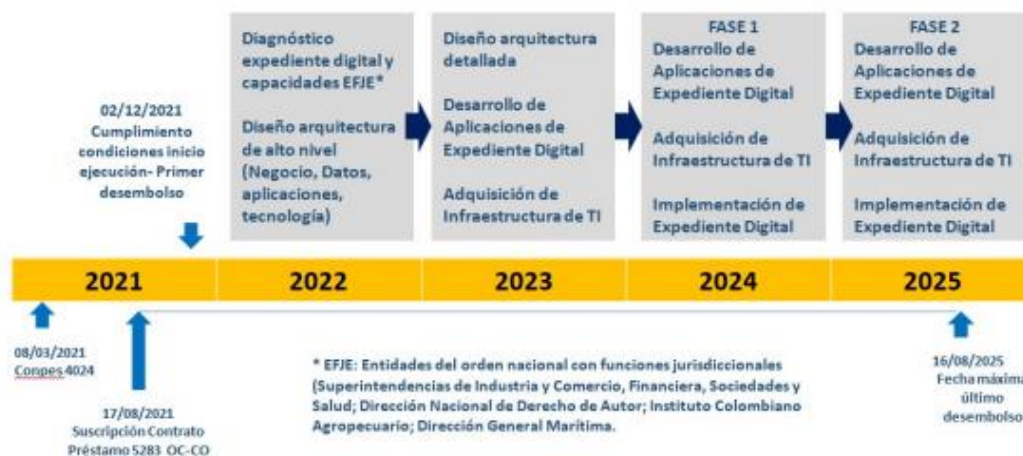 02/12/2021
Cumplimiento
condiciones inicio
ejecución- Primer
desembolso
Diagnóstico
expediente digital y
capacidades EFJE*
Diseño arquitectura
de alto nivel
(Negocio, Datos,
aplicaciones,
tecnología)
Diseño arquitectura
detallada
Desarrollo de
Aplicaciones de
Expediente Digital
Adquisición de
Infraestructura de TI
FASE 1
Desarrollo de
Aplicaciones de
Expediente Digital
Adquisición de
Infraestructura de TI
Implementación de
Expediente Digital
FASE 2
Desarrollo de
Aplicaciones de
Expediente Digital
Adquisición de
Infraestructura de TI
Implementación de
Expediente Digital
2021
2022
2023
2024
2025
08/03/2021
Conpes 4024
17/08/2021
Suscripción Contrato
Préstamo 5283 OC-CO
* EFJE: Entidades del orden nacional con funciones jurisdiccionales
(Superintendencias de Industria y Comercio, Financiera, Sociedades y
Salud; Dirección Nacional de Derecho de Autor; Instituto Colombiano
Agropecuario; Dirección General Marítima.
16/08/2025
Fecha máxima
último
desembolso